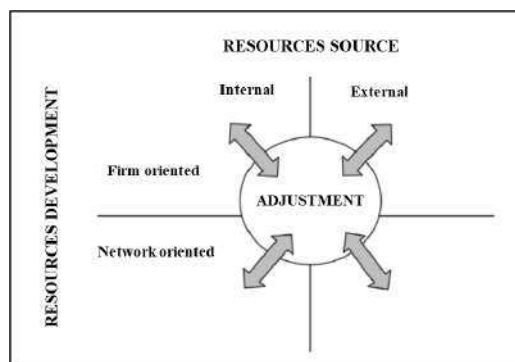 RESOURCES SOURCE
Internal
External
RESOURCES DEVELOPMENT
Firm oriented
ADJUSTMENT
Network oriented